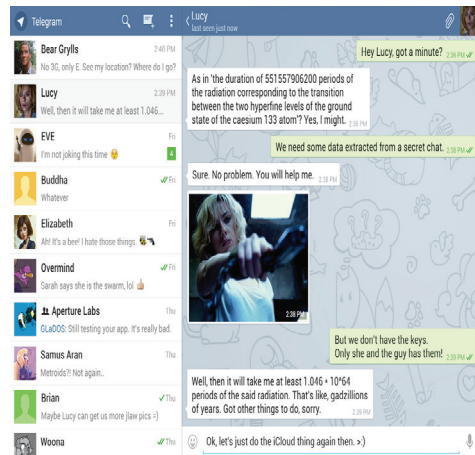 Telegram
Bear Grylls 2:40 PM
No 3G, only E. See my location? Where do I go?
Lucy 2:39 PM
Well, then it will take me at least 1.046...
EVE Fri
I'm not joking this time 😌 4
Buddha Fri
Whatever
Elizabeth Fri
Ah! It's a bee! I hate those things. 🐝🔫
Overmind Fri
Sarah says she is the swarm, lol 👍
Aperture Labs Thu
GLaDOS: Still testing your app. It's really bad.
Samus Aran Thu
Metroids?! Not again..
Brian Thu
Maybe Lucy can get us more jlaw pics =)
Woona Thu
Lucy
last seen just now
Hey Lucy, got a minute? 2:36 PM
As in 'the duration of 551557906200 periods of
the radiation corresponding to the transition
between the two hyperfine levels of the ground
state of the caesium 133 atom'? Yes, I might. 2:36 PM
We need some data extracted from a secret chat. 2:38 PM
Sure. No problem. You will help me. 2:38 PM
2:38 PM
But we don't have the keys.
Only she and the guy has them! 2:39 PM
Well, then it will take me at least 1.046 * 10^64
periods of the said radiation. That's like, gadzillions
of years. Got other things to do, sorry. 2:39 PM
Ok, let's just do the iCloud thing again then. >:)